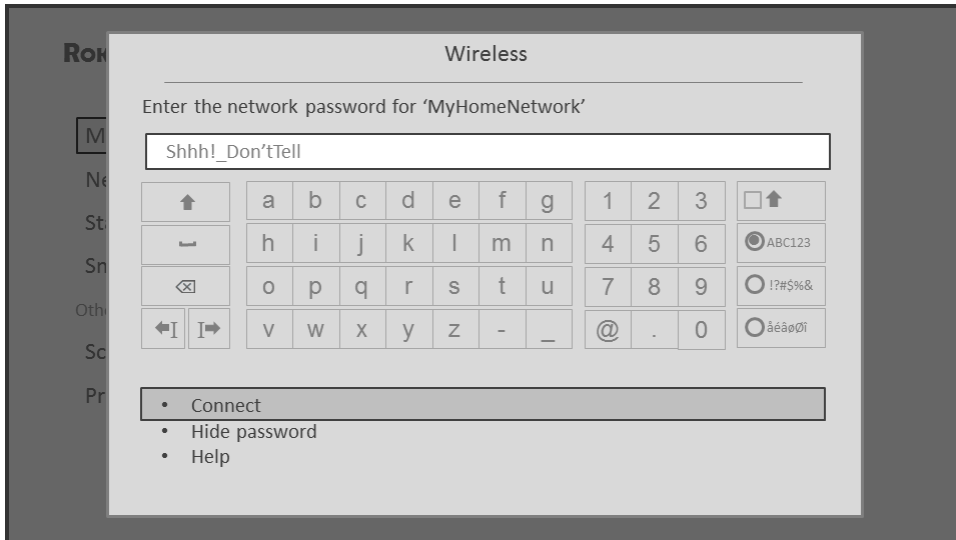 Wireless
Enter the network password for ‘MyHomeNetwork’
Shhh!_Don’tTell
a b c d e f g 1 2 3
h i j k l m n 4 5 6 ABC123
o p q r s t u 7 8 9 !?#$%&
v w x y z - _ @ . 0 åéâøØî
• Connect
• Hide password
• Help